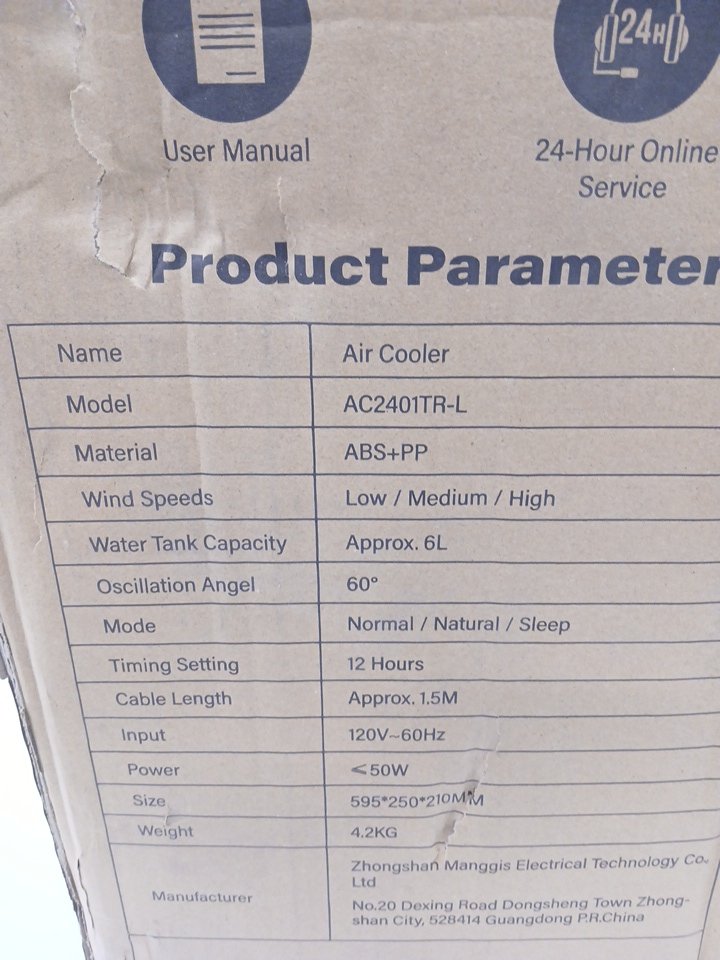 24H
User Manual
24-Hour Online
Service
Product Parameter
Name Air Cooler
Model AC2401TR-L
Material ABS+PP
Wind Speeds Low / Medium / High
Water Tank Capacity Approx. 6L
Oscillation Angel 60°
Mode Normal / Natural / Sleep
Timing Setting 12 Hours
Cable Length Approx. 1.5M
Input 120V~60Hz
Power ⩽50W
Size 595*250*210MM
Weight 4.2KG
Manufacturer
Zhongshan Manggis Electrical Technology Co.
Ltd
No.20 Dexing Road Dongsheng Town Zhong-
shan City, 528414 Guangdong P.R.China